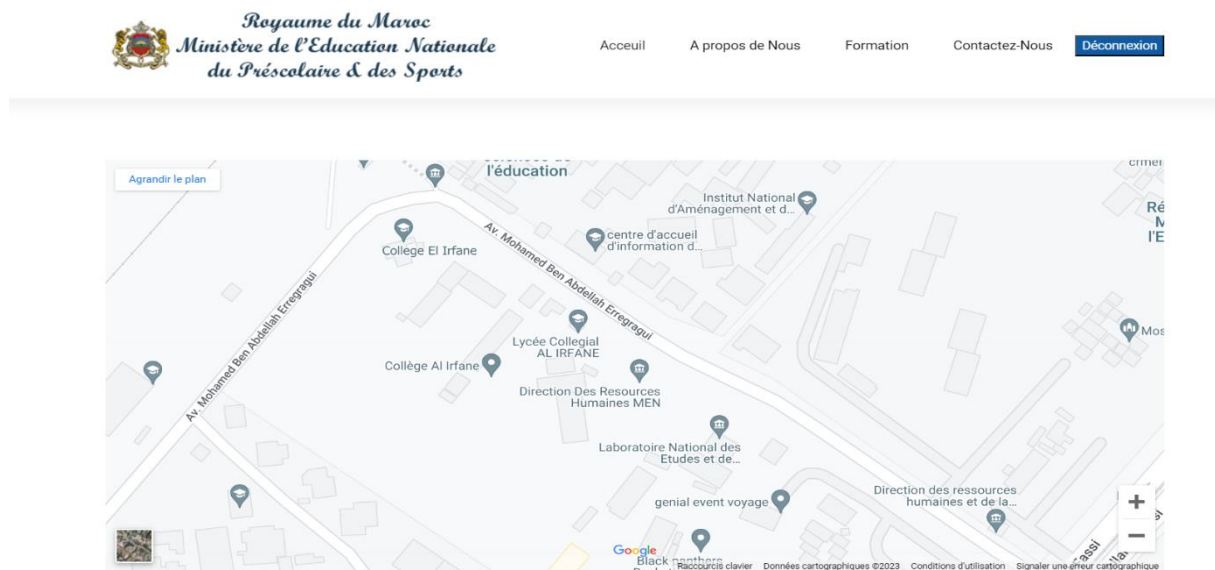 Royaume du Maroc
Ministère de l'Education Nationale
du Préscolaire & des Sports
Acceuil
A propos de Nous
Formation
Contactez-Nous
Déconnexion
Agrandir le plan
l'éducation
Institut National
d'Aménagement et d...
centre d'accueil
d'information d...
College El Irfane
Av. Mohamed Ben Abdellah Erregragui
Av. Mohamed Ben Abdellah Erregragui
Lycée Collegial
AL IRFANE
Collège Al Irfane
Direction Des Ressources
Humaines MEN
Laboratoire National des
Etudes et de...
genial event voyage
Direction des ressources
humaines et de la...
Google
Black panthers
Raccourcis clavier
Données cartographiques ©2023
Conditions d'utilisation
Signaler une erreur cartographique